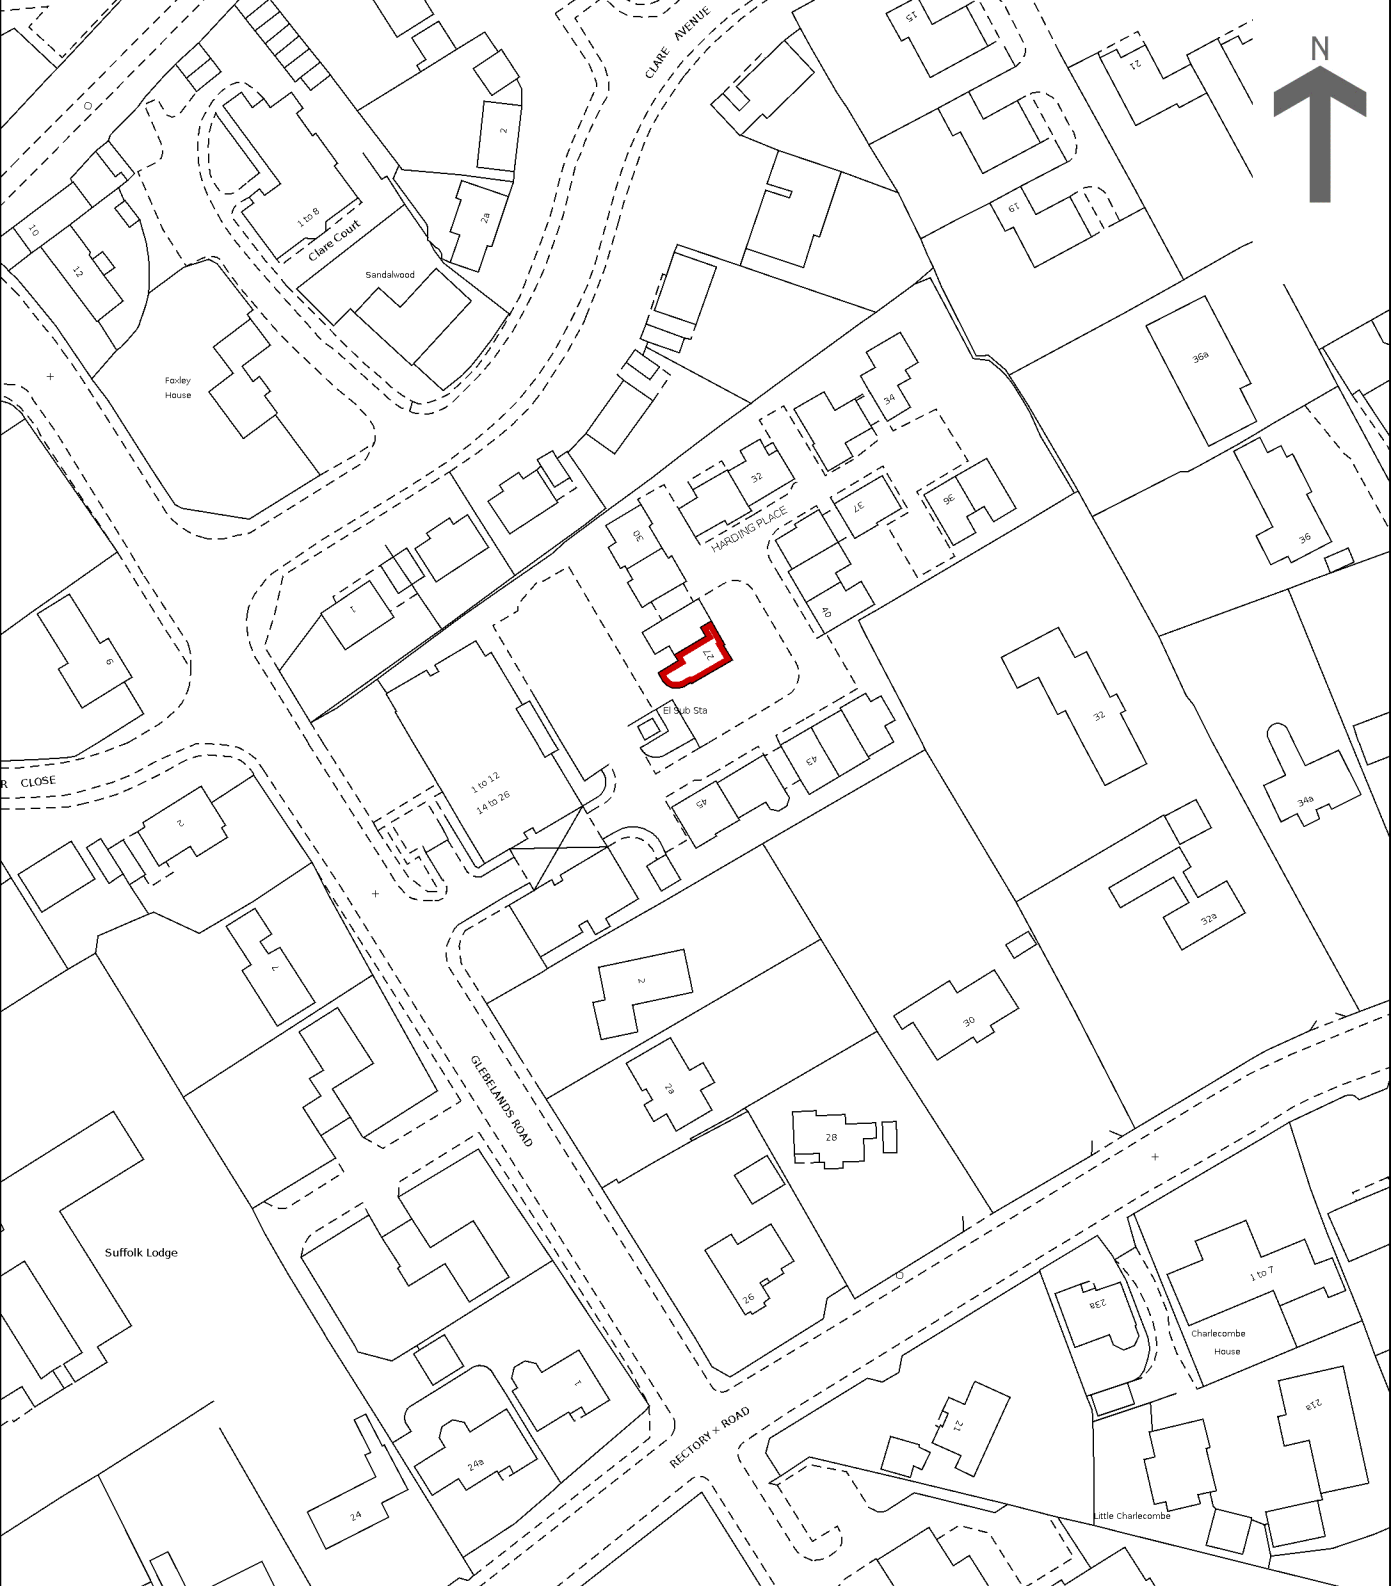 N
CLARE AVENUE
15
21
2
10
1 to 8
2a
19
Clare Court
12
Sandalwood
36a
Foxley
House
34
32
37
36
HARDING PLACE
30
36
1
40
27
9
El Sub Sta
32
R CLOSE
43
1 to 12
14 to 26
45
34a
2
32a
7
2
30
GLEBELANDS ROAD
2a
28
Suffolk Lodge
1 to 7
26
23a
Charlecombe
House
1
21a
21
RECTORY ROAD
24a
24
Little Charlecombe